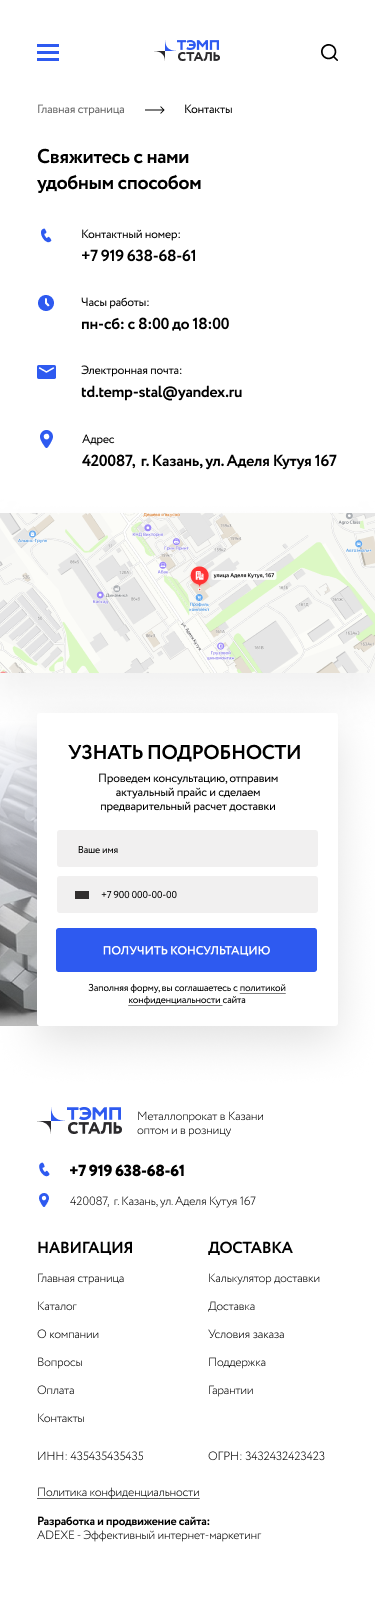 ТЭМП
СТАЛЬ
Главная страница
Контакты
Свяжитесь с нами
удобным способом
Контактный номер:
+7 919 638-68-61
Часы работы:
пн-сб: с 8:00 до 18:00
Электронная почта:
td.temp-stal@yandex.ru
Адрес
420087, г. Казань, ул. Аделя Кутуя 167
улица Аделя Кутуя, 167
УЗНАТЬ ПОДРОБНОСТИ
Проведем консультацию, отправим
актуальный прайс и сделаем
предварительный расчет доставки
Ваше имя
+7 900 000-00-00
ПОЛУЧИТЬ КОНСУЛЬТАЦИЮ
Заполняя форму, вы соглашаетесь с политикой
конфиденциальности сайта
ТЭМП
СТАЛЬ
Металлопрокат в Казани
оптом и в розницу
+7 919 638-68-61
420087, г. Казань, ул. Аделя Кутуя 167
НАВИГАЦИЯ
Главная страница
Каталог
О компании
Вопросы
Оплата
Контакты
ДОСТАВКА
Калькулятор доставки
Доставка
Условия заказа
Поддержка
Гарантии
ИНН: 435435435435
ОГРН: 3432432423423
Политика конфиденциальности
Разработка и продвижение сайта:
ADEXE - Эффективный интернет-маркетинг